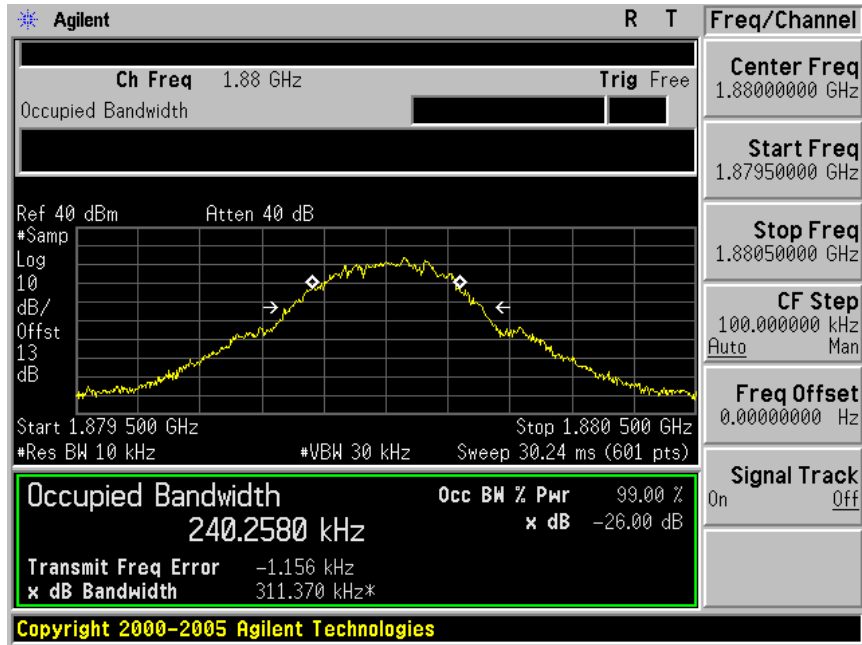 Agilent R T
Freq/Channel
Ch Freq 1.88 GHz Trig Free
Occupied Bandwidth
Center Freq
1.88000000 GHz
Start Freq
1.87950000 GHz
Stop Freq
1.88050000 GHz
CF Step
100.000000 kHz
Auto Man
Freq Offset
0.00000000 Hz
Signal Track
On Off
Ref 40 dBm Atten 40 dB
#Samp
Log
10
dB/
Offst
13
dB
Start 1.879 500 GHz Stop 1.880 500 GHz
#Res BW 10 kHz #VBW 30 kHz Sweep 30.24 ms (601 pts)
Occupied Bandwidth
240.2580 kHz
Occ BW % Pwr 99.00 %
x dB -26.00 dB
Transmit Freq Error -1.156 kHz
x dB Bandwidth 311.370 kHz*
Copyright 2000-2005 Agilent Technologies